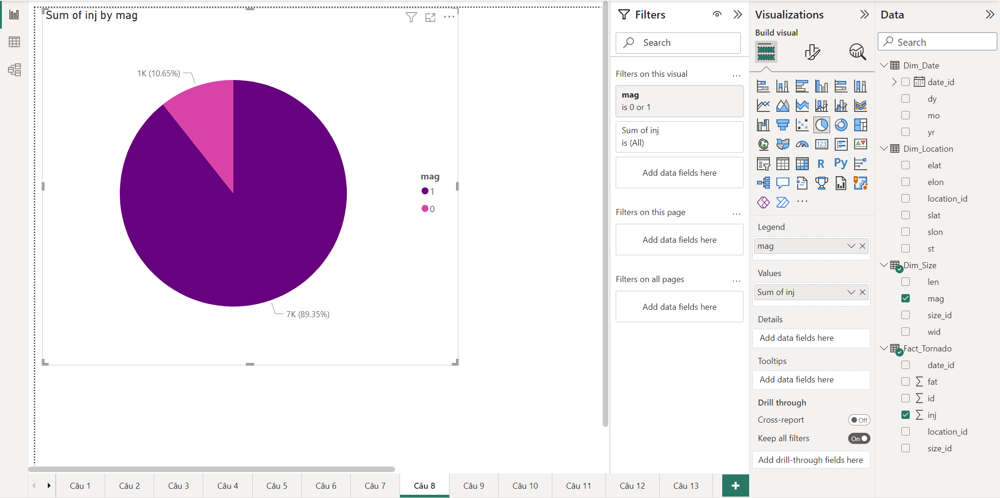 Sum of inj by mag
1K (10.65%)
7K (89.35%)
mag
1
0
Filters
Search
Filters on this visual
...
mag
is 0 or 1
Sum of inj
is (All)
Add data fields here
Filters on this page
...
Add data fields here
Filters on all pages
...
Add data fields here
Visualizations
Build visual
123
R
Py
...
Legend
mag
Values
Sum of inj
Details
Add data fields here
Tooltips
Add data fields here
Drill through
Cross-report
Off
Keep all filters
On
Add drill-through fields here
Data
Search
Dim_Date
date_id
dy
mo
yr
Dim_Location
elat
elon
location_id
slat
slon
st
Dim_Size
len
mag
size_id
wid
Fact_Tornado
date_id
∑ fat
∑ id
∑ inj
location_id
size_id
Câu 1
Câu 2
Câu 3
Câu 4
Câu 5
Câu 6
Câu 7
Câu 8
Câu 9
Câu 10
Câu 11
Câu 12
Câu 13
+